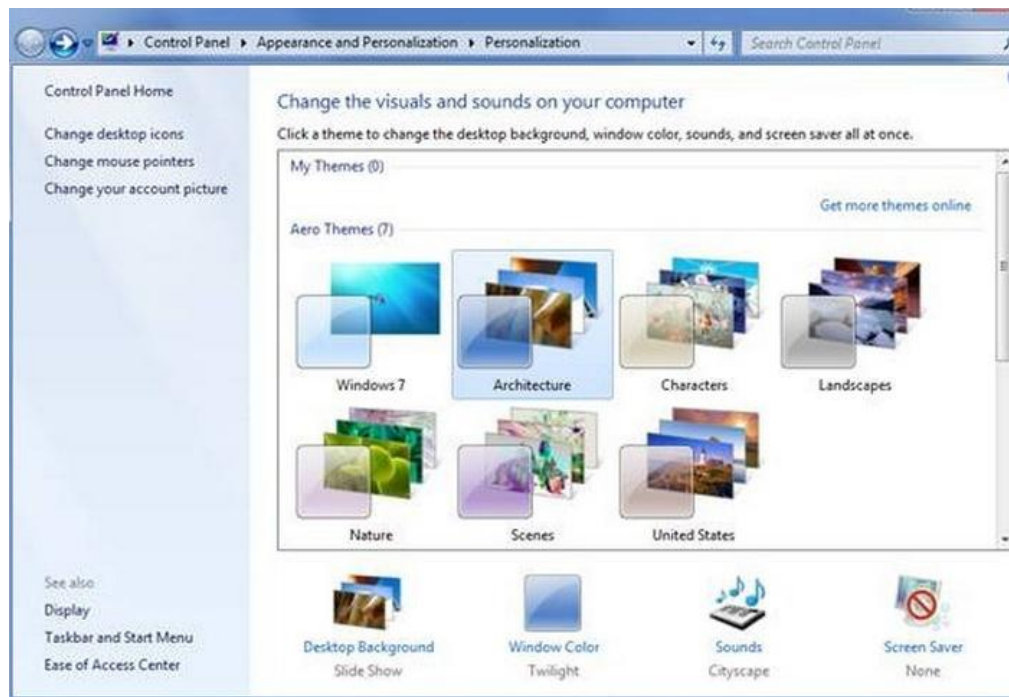 Control Panel ▸ Appearance and Personalization ▸ Personalization
Search Control Panel
Control Panel Home
Change desktop icons
Change mouse pointers
Change your account picture
Change the visuals and sounds on your computer
Click a theme to change the desktop background, window color, sounds, and screen saver all at once.
My Themes (0)
Get more themes online
Aero Themes (7)
Windows 7
Architecture
Characters
Landscapes
Nature
Scenes
United States
See also
Display
Taskbar and Start Menu
Ease of Access Center
Desktop Background
Slide Show
Window Color
Twilight
Sounds
Cityscape
Screen Saver
None